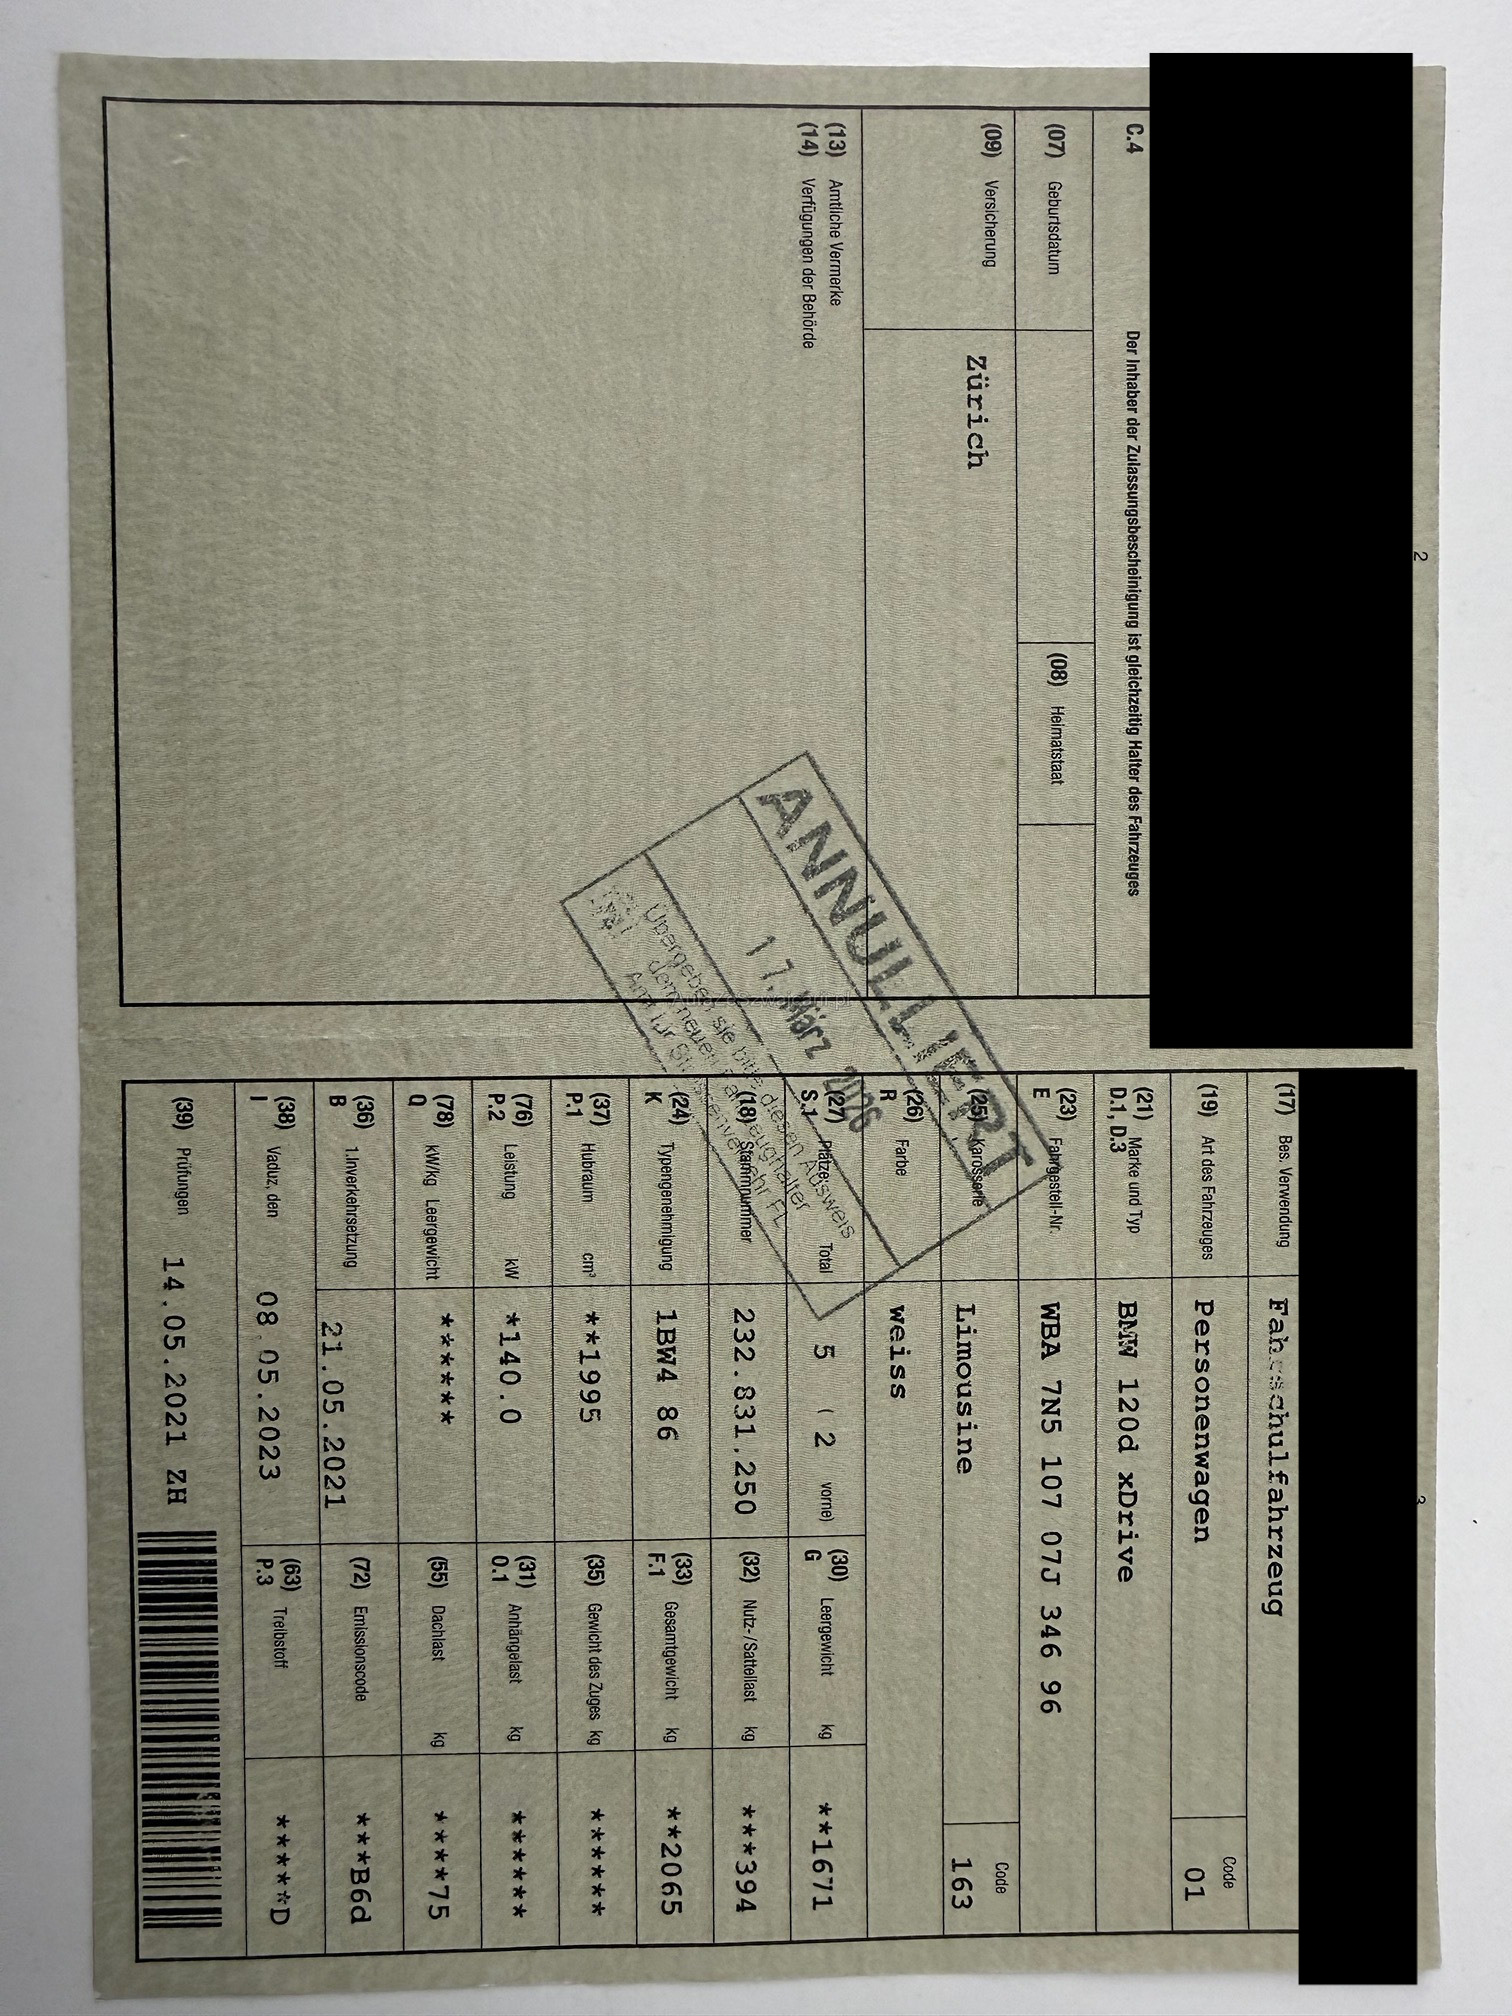 2
C.4 Der Inhaber der Zulassungsbescheinigung ist gleichzeitig Halter des Fahrzeuges
(07) Geburtsdatum
(08) Heimatstaat
(09) Versicherung Zürich
(13) Amtliche Vermerke
(14) Verfügungen der Behörde
ANNULLIERT
17. März 2026
Übergeben sie bitte diesen Ausweis
dem neuen Fahrzeughalter
Amt für Strassenverkehr FL
3
(17) Bes. Verwendung Fahrschulfahrzeug
(19) Art des Fahrzeuges Personenwagen Code 01
(21) Marke und Typ BMW 120d xDrive
D.1, D.3
(23) Fahrgestell-Nr. WBA 7N5 107 07J 346 96
E
(25) Karosserie Limousine Code 163
(26) Farbe weiss
R
(27) Plätze Total 5 ( 2 vorne) (30) Leergewicht kg **1671
S.1 G
(18) Stammnummer 232.831.250 (32) Nutz-/Sattellast kg ***394
(24) Typengenehmigung 1BW4 86 (33) Gesamtgewicht kg **2065
K F.1
(37) Hubraum cm³ **1995 (35) Gewicht des Zuges kg ******
P.1
(76) Leistung kW *140.0 (31) Anhängelast kg ******
P.2 O.1
(78) kW/kg Leergewicht ****** (55) Dachlast kg ****75
Q
(36) 1.Inverkehrsetzung 21.05.2021 (72) Emissionscode ***B6d
B
(38) Vaduz, den 08.05.2023 (63) Treibstoff *****D
I P.3
(39) Prüfungen 14.05.2021 ZH